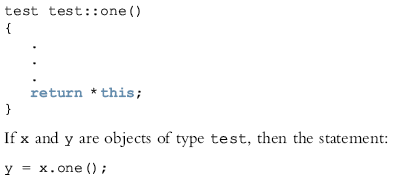 test test::one()
{
.
.
.
return *this;
}
If x and y are objects of type test, then the statement:
y = x.one();